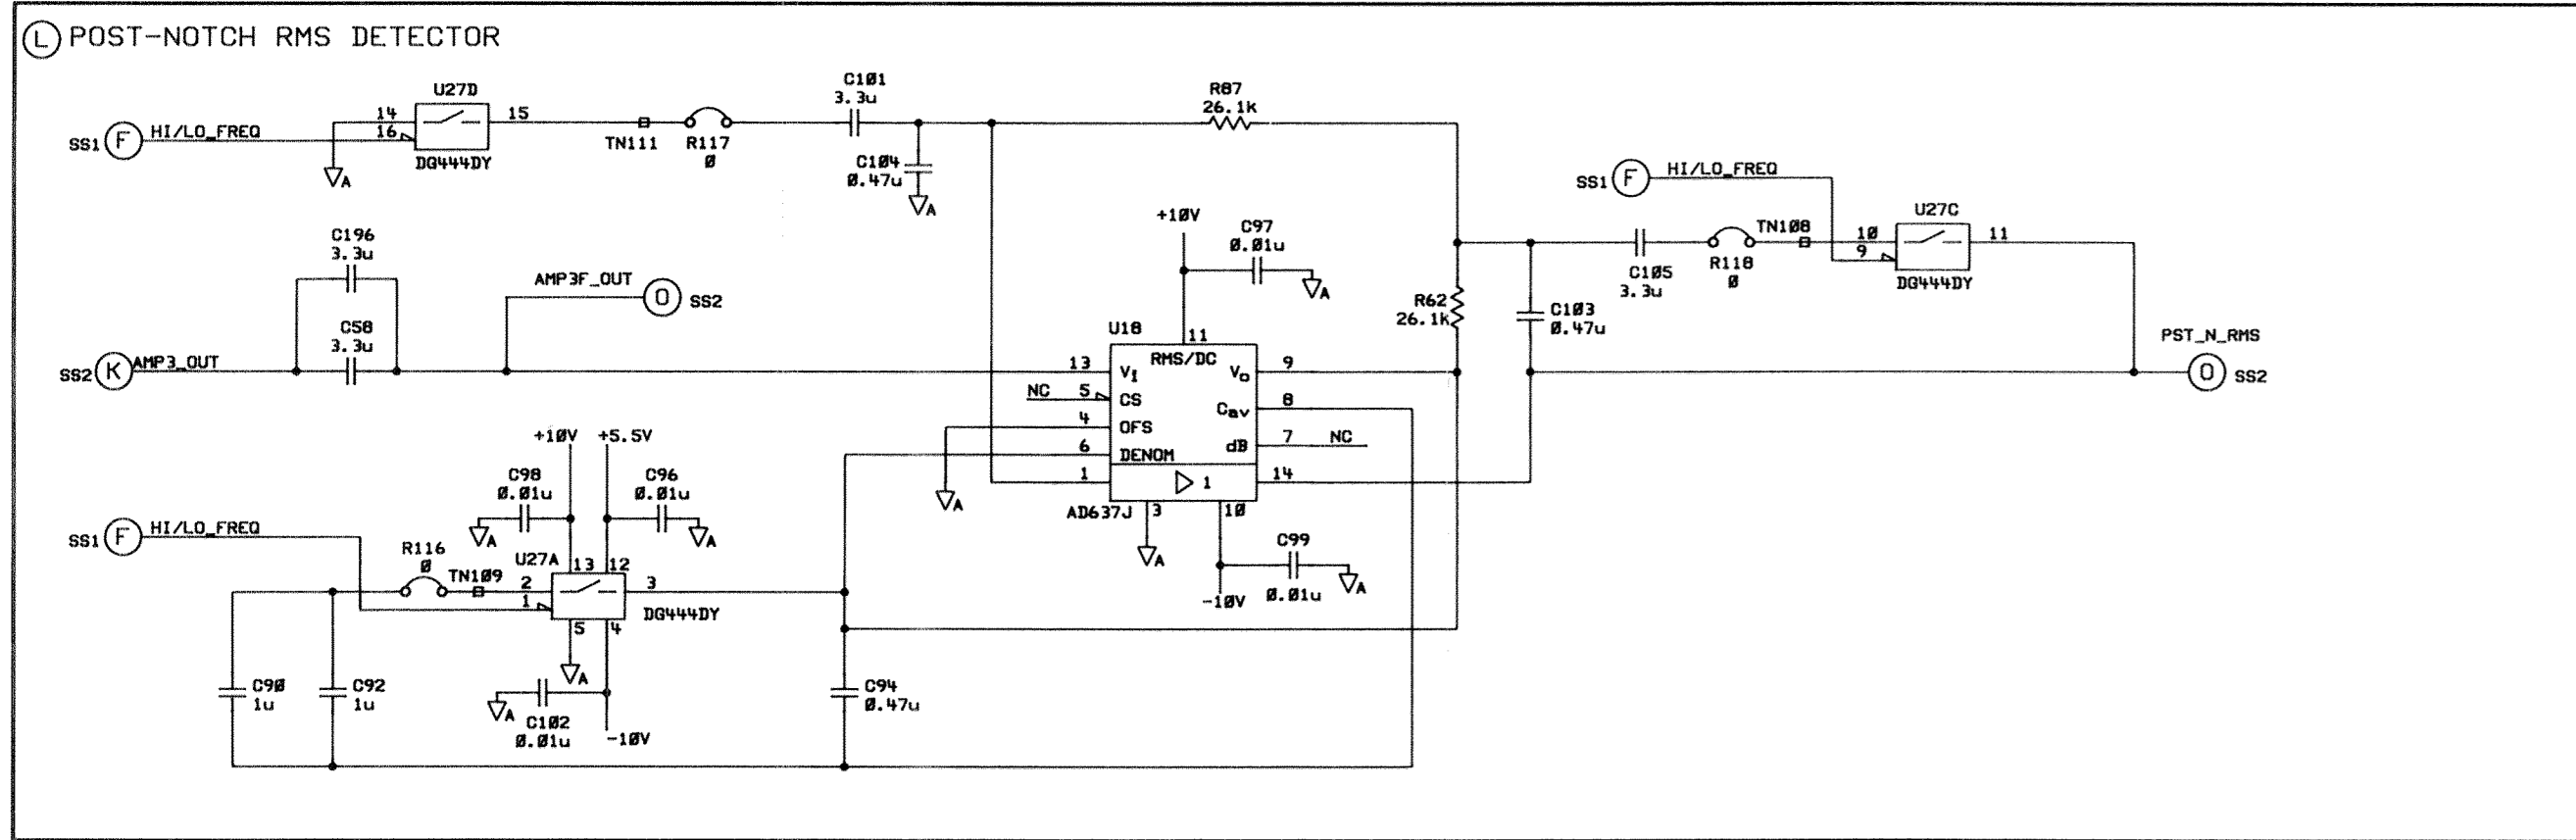 L POST-NOTCH RMS DETECTOR
U27D
14
16
15
DG444DY
SS1 F HI/LO_FREQ
A
TN111
R117
0
C101
3.3u
C104
0.47u
A
R87
26.1k
SS1 F HI/LO_FREQ
C196
3.3u
C58
3.3u
SS2 K AMP3_OUT
AMP3F_OUT
O SS2
+10V
C97
0.01u
A
R62
26.1k
C103
0.47u
C105
3.3u
R118
0
TN108
U27C
10
9
11
DG444DY
PST_N_RMS
O SS2
U18
11
RMS/DC
13 VI
NC 5 CS
4 OFS
6 DENOM
1
1
Vo 9
Cav 8
dB 7 NC
14
AD637J
3
10
A
A
-10V
C99
0.01u
A
+10V
+5.5V
C98
0.01u
A
C96
0.01u
A
SS1 F HI/LO_FREQ
R116
0
TN109
U27A
13
12
2
1
3
5
4
DG444DY
A
A
C102
0.01u
-10V
C90
1u
C92
1u
C94
0.47u